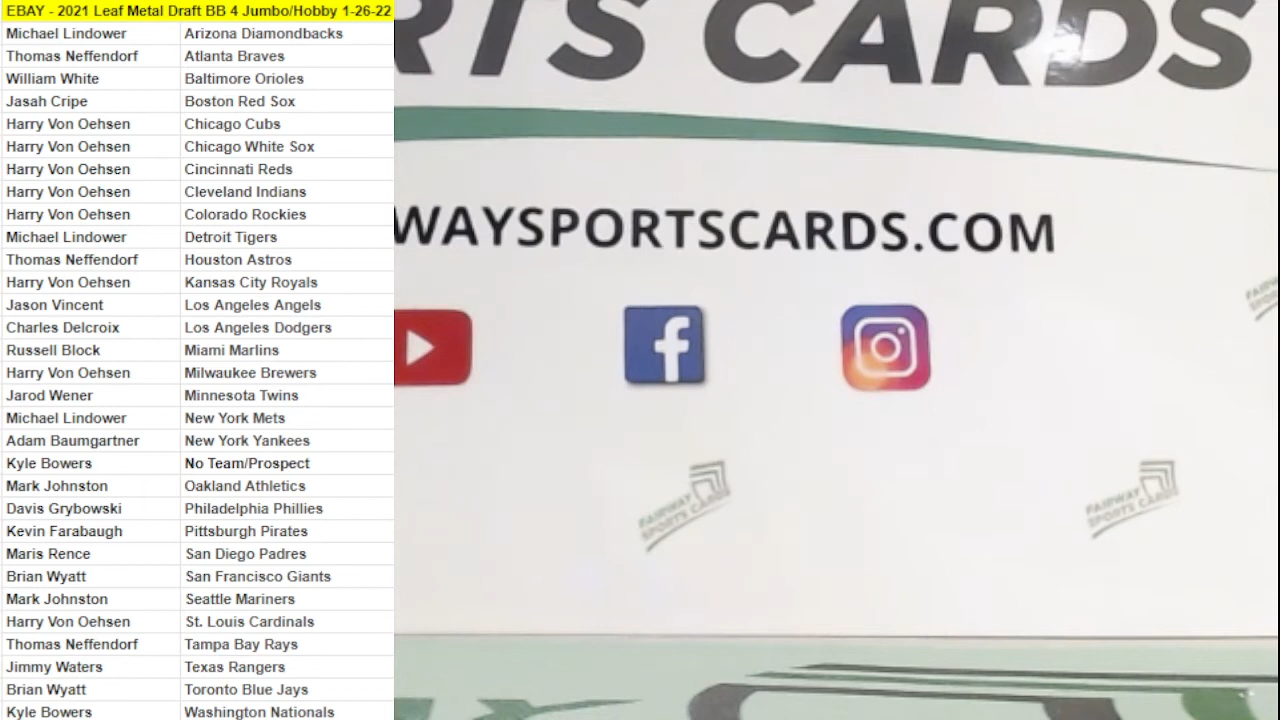 EBAY - 2021 Leaf Metal Draft BB 4 Jumbo/Hobby 1-26-22
Michael Lindower Arizona Diamondbacks
Thomas Neffendorf Atlanta Braves
William White Baltimore Orioles
Jasah Cripe Boston Red Sox
Harry Von Oehsen Chicago Cubs
Harry Von Oehsen Chicago White Sox
Harry Von Oehsen Cincinnati Reds
Harry Von Oehsen Cleveland Indians
Harry Von Oehsen Colorado Rockies
Michael Lindower Detroit Tigers
Thomas Neffendorf Houston Astros
Harry Von Oehsen Kansas City Royals
Jason Vincent Los Angeles Angels
Charles Delcroix Los Angeles Dodgers
Russell Block Miami Marlins
Harry Von Oehsen Milwaukee Brewers
Jarod Wener Minnesota Twins
Michael Lindower New York Mets
Adam Baumgartner New York Yankees
Kyle Bowers No Team/Prospect
Mark Johnston Oakland Athletics
Davis Grybowski Philadelphia Phillies
Kevin Farabaugh Pittsburgh Pirates
Maris Rence San Diego Padres
Brian Wyatt San Francisco Giants
Mark Johnston Seattle Mariners
Harry Von Oehsen St. Louis Cardinals
Thomas Neffendorf Tampa Bay Rays
Jimmy Waters Texas Rangers
Brian Wyatt Toronto Blue Jays
Kyle Bowers Washington Nationals
RTS CARDS
WAYSPORTSCARDS.COM
FAIRWAY
SPORTS CARDS
FAIRWAY
SPORTS CARDS